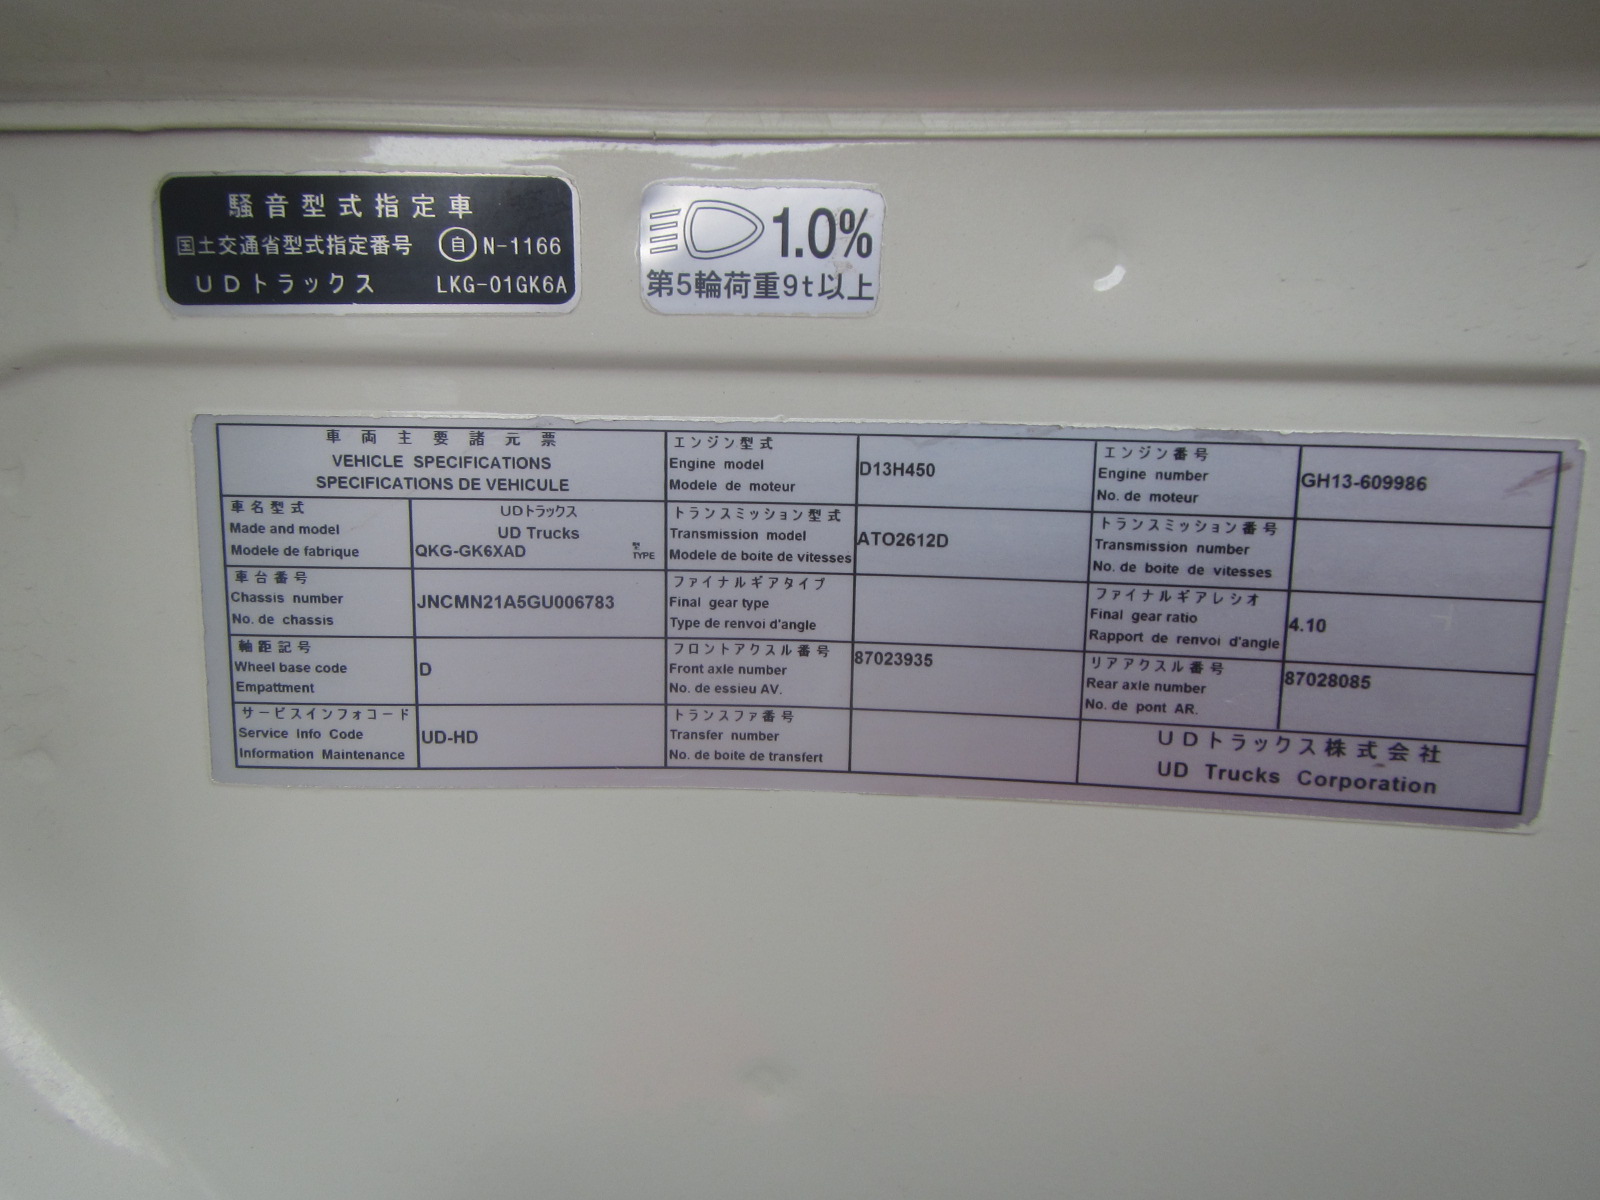 騒音型式指定車
国土交通省型式指定番号 自 N-1166
UDトラックス LKG-01GK6A
1.0%
第5輪荷重9t以上
車両主要諸元票
VEHICLE SPECIFICATIONS
SPECIFICATIONS DE VEHICULE
車名型式
Made and model
Modele de fabrique
UDトラックス
UD Trucks
QKG-GK6XAD
型
TYPE
車台番号
Chassis number
No. de chassis
JNCMN21A5GU006783
軸距記号
Wheel base code
Empattment
D
サービスインフォコード
Service Info Code
Information Maintenance
UD-HD
エンジン型式
Engine model
Modele de moteur
D13H450
トランスミッション型式
Transmission model
Modele de boite de vitesses
ATO2612D
ファイナルギアタイプ
Final gear type
Type de renvoi d'angle
フロントアクスル番号
Front axle number
No. de essieu AV.
87023935
トランスファ番号
Transfer number
No. de boite de transfert
エンジン番号
Engine number
No. de moteur
GH13-609986
トランスミッション番号
Transmission number
No. de boite de vitesses
ファイナルギアレシオ
Final gear ratio
Rapport de renvoi d'angle
4.10
リアアクスル番号
Rear axle number
No. de pont AR.
87028085
UDトラックス株式会社
UD Trucks Corporation